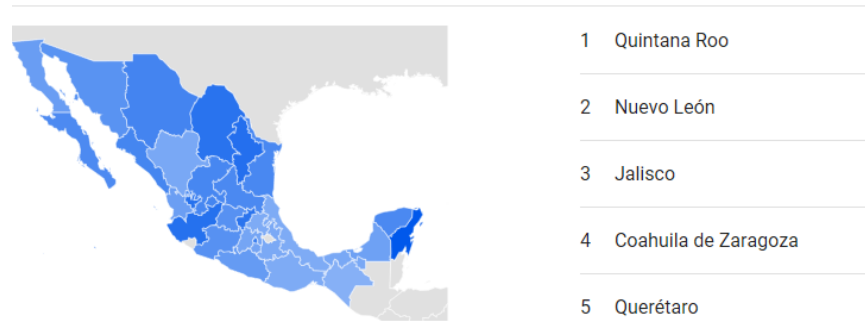 1 Quintana Roo
2 Nuevo León
3 Jalisco
4 Coahuila de Zaragoza
5 Querétaro